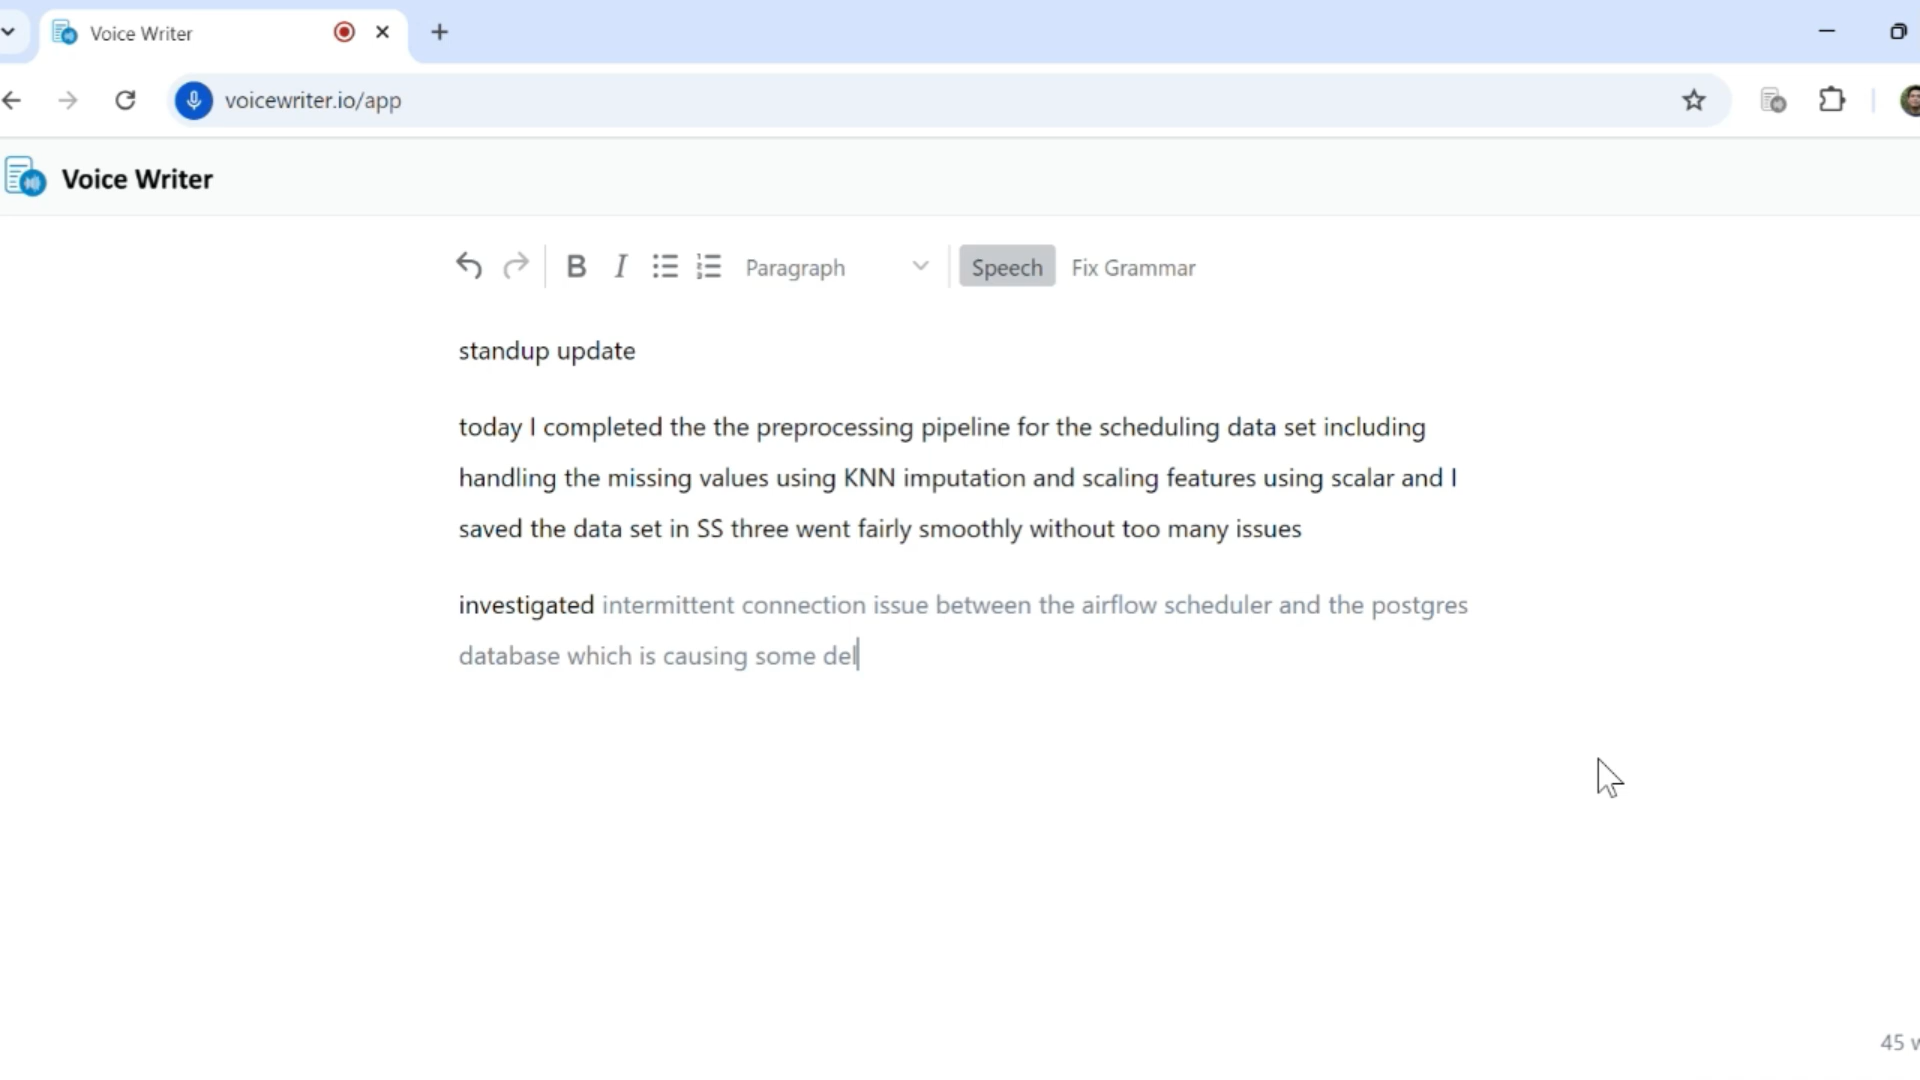 Voice Writer
voicewriter.io/app
Voice Writer
B I Paragraph Speech Fix Grammar
standup update
today I completed the the preprocessing pipeline for the scheduling data set including
handling the missing values using KNN imputation and scaling features using scalar and I
saved the data set in SS three went fairly smoothly without too many issues
investigated intermittent connection issue between the airflow scheduler and the postgres
database which is causing some del
45 w